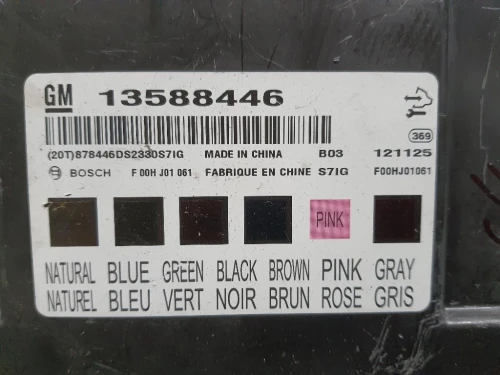 GM 13588446
369
(20T)878446DS2330S7IG MADE IN CHINA B03 121125
BOSCH F 00H J01 061 FABRIQUE EN CHINE S7IG F00HJ01061
PINK
NATURAL BLUE GREEN BLACK BROWN PINK GRAY
NATUREL BLEU VERT NOIR BRUN ROSE GRIS